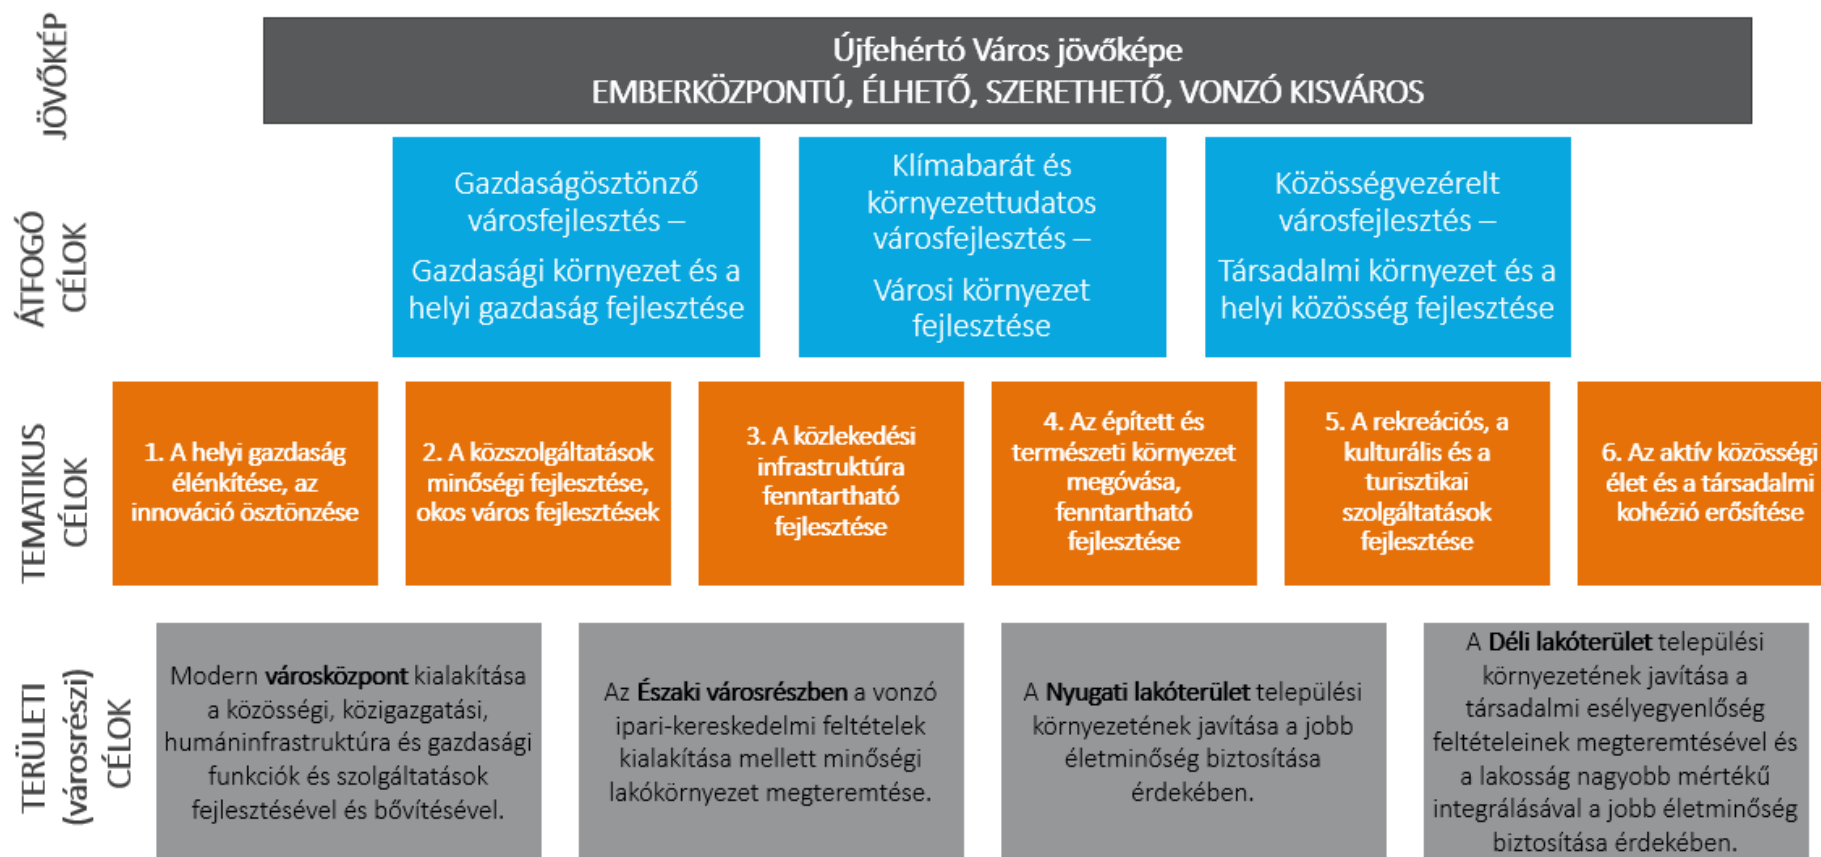 JÖVŐKÉP
Újfehértó Város jövőképe
EMBERKÖZPONTÚ, ÉLHETŐ, SZERETHETŐ, VONZÓ KISVÁROS
ÁTFOGÓ
CÉLOK
Gazdaságösztönző
városfejlesztés –
Gazdasági környezet és a
helyi gazdaság fejlesztése
Klímabarát és
környezettudatos
városfejlesztés –
Városi környezet
fejlesztése
Közösségvezérelt
városfejlesztés –
Társadalmi környezet és a
helyi közösség fejlesztése
TEMATIKUS
CÉLOK
1. A helyi gazdaság
élénkítése, az
innováció ösztönzése
2. A közszolgáltatások
minőségi fejlesztése,
okos város fejlesztések
3. A közlekedési
infrastruktúra
fenntartható
fejlesztése
4. Az épített és
természeti környezet
megóvása,
fenntartható
fejlesztése
5. A rekreációs, a
kulturális és a
turisztikai
szolgáltatások
fejlesztése
6. Az aktív közösségi
élet és a társadalmi
kohézió erősítése
TERÜLETI
(városrészi)
CÉLOK
Modern városközpont kialakítása
a közösségi, közigazgatási,
humáninfrastruktúra és gazdasági
funkciók és szolgáltatások
fejlesztésével és bővítésével.
Az Északi városrészben a vonzó
ipari-kereskedelmi feltételek
kialakítása mellett minőségi
lakókörnyezet megteremtése.
A Nyugati lakóterület települési
környezetének javítása a jobb
életminőség biztosítása
érdekében.
A Déli lakóterület települési
környezetének javítása a
társadalmi esélyegyenlőség
feltételeinek megteremtésével és
a lakosság nagyobb mértékű
integrálásával a jobb életminőség
biztosítása érdekében.